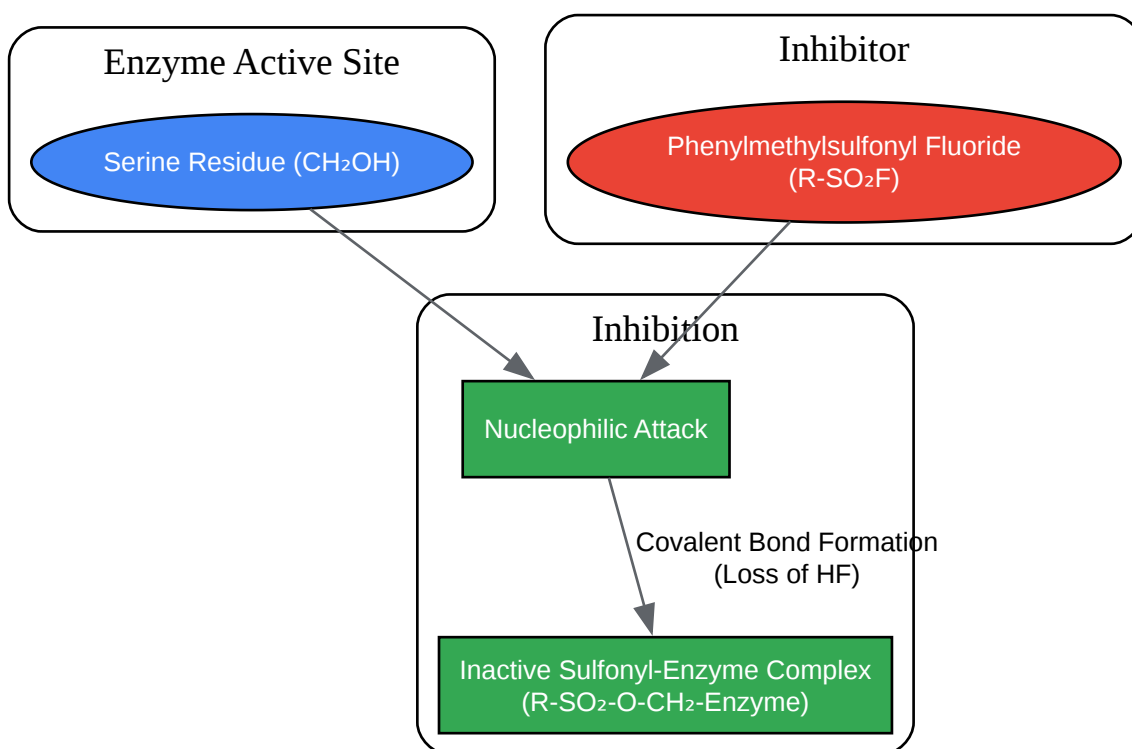 Enzyme Active Site
Serine Residue (CH₂OH)
Inhibitor
Phenylmethylsulfonyl Fluoride
(R-SO₂F)
Inhibition
Nucleophilic Attack
Covalent Bond Formation
(Loss of HF)
Inactive Sulfonyl-Enzyme Complex
(R-SO₂-O-CH₂-Enzyme)